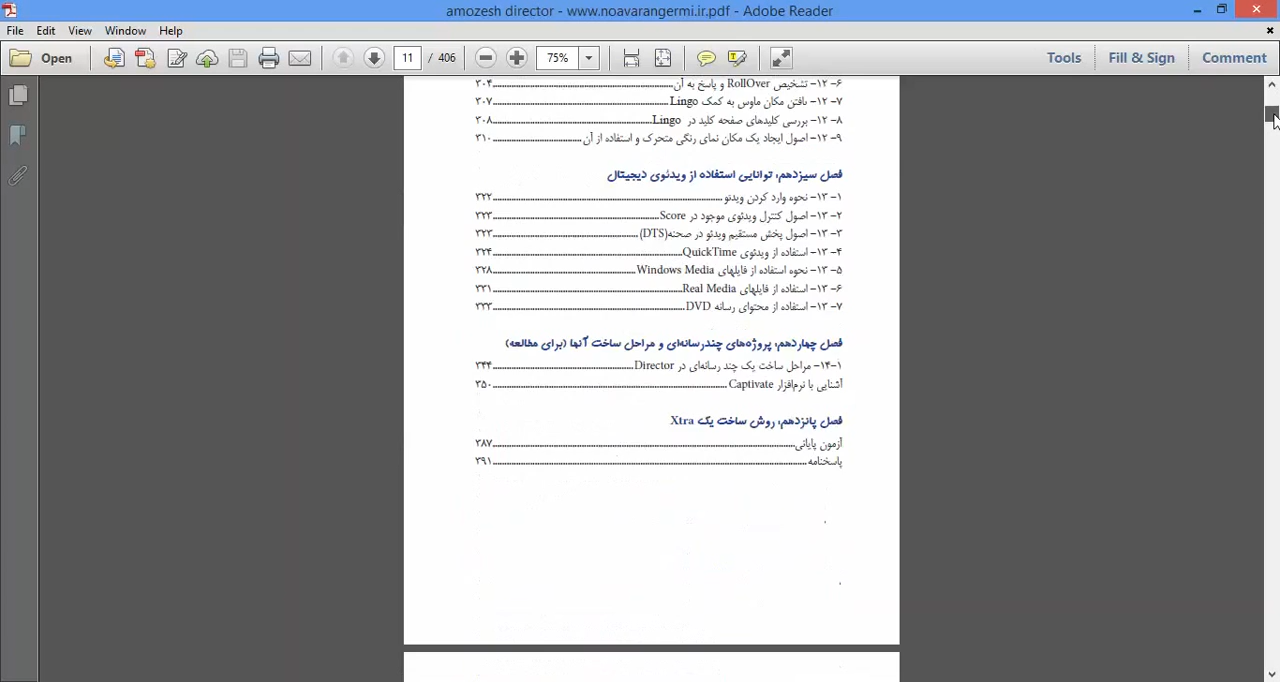 amozesh director - www.noavarangermi.ir.pdf - Adobe Reader
File Edit View Window Help
Open 11 / 406 75% Tools Fill & Sign Comment
۶-۱۲- تشخیص RollOver و پاسخ به آن ۳۰۴
۷-۱۲- یافتن مکان ماوس به کمک Lingo ۳۰۷
۸-۱۲- بررسی کلیدهای صفحه کلید در Lingo ۳۰۸
۹-۱۲- اصول ایجاد یک مکان نمای رنگی متحرک و استفاده از آن ۳۱۰
فصل سیزدهم، توانایی استفاده از ویدئوی دیجیتال
۱-۱۳- نحوه وارد کردن ویدئو ۳۲۲
۲-۱۳- اصول کنترل ویدئوی موجود در Score ۳۲۳
۳-۱۳- اصول پخش مستقیم ویدئو در صحنه(DTS) ۳۲۳
۴-۱۳- استفاده از ویدئوی QuickTime ۳۲۴
۵-۱۳- نحوه استفاده از فایلهای Windows Media ۳۲۸
۶-۱۳- استفاده از فایلهای Real Media ۳۳۱
۷-۱۳- استفاده از محتوای رسانه DVD ۳۳۳
فصل چهاردهم، پروژه‌های چندرسانه‌ای و مراحل ساخت آنها (برای مطالعه)
۱-۱۴- مراحل ساخت یک چند رسانه‌ای در Director ۳۴۴
آشنایی با نرم‌افزار Captivate ۳۵۰
فصل پانزدهم، روش ساخت یک Xtra
آزمون پایانی ۳۸۷
پاسخنامه ۳۹۱